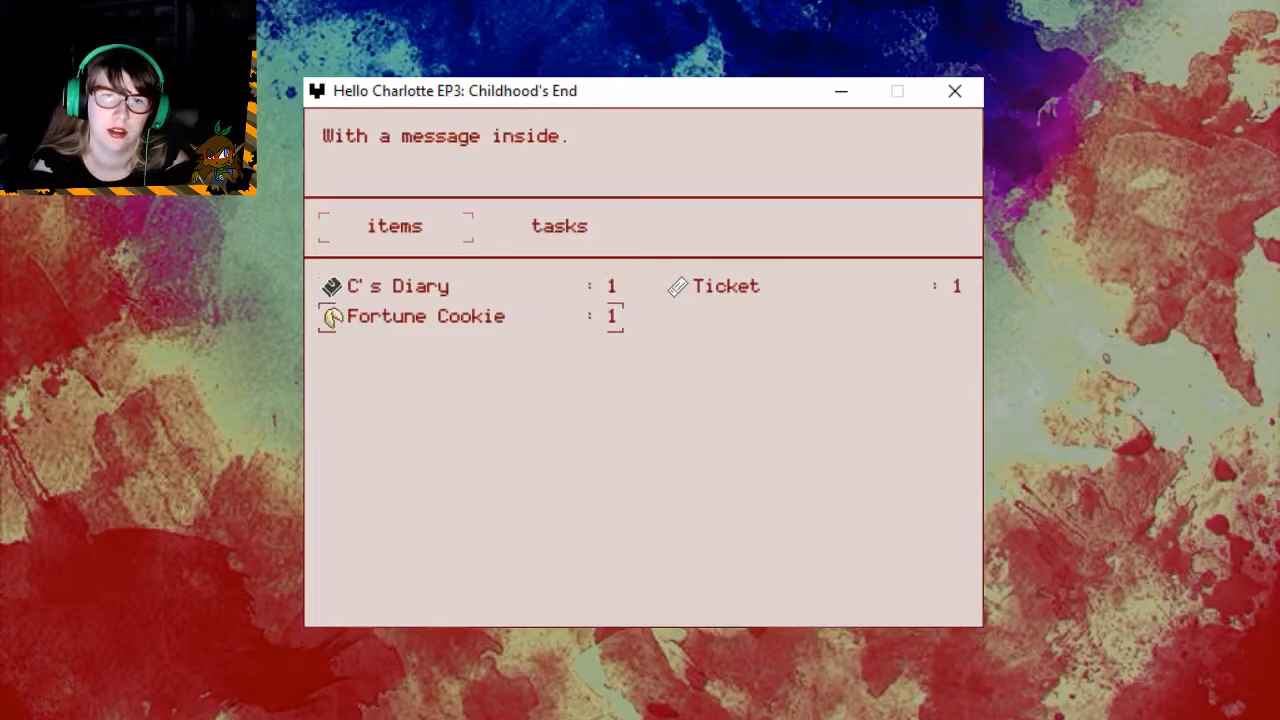 Hello Charlotte EP3: Childhood's End
With a message inside.
items tasks
C's Diary : 1 Ticket : 1
Fortune Cookie : 1